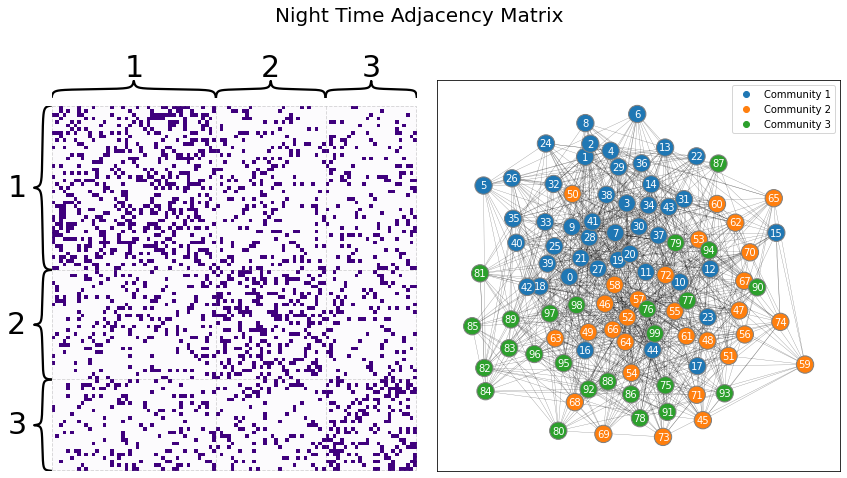 Night Time Adjacency Matrix
1 2 3
1
2
3
Community 1
Community 2
Community 3
6
8
24 2 4 13
1 29 36 22 87
5 26 32 50 14
38 3 34 43 31 60 65
35 33 9 41 7 30 62 15
40 25 28 37 79 53 94 70
39 21 19 20
81 0 27 11 72 10 12 67 90
42 18 58
98 46 57 77
85 89 97 52 76 55 23 47 74
63 49 66 99 61 56
83 96 16 64 44 48 51
82 95 54 17 59
84 92 88 86 75 71 93
68 91
80 69 78 45
73